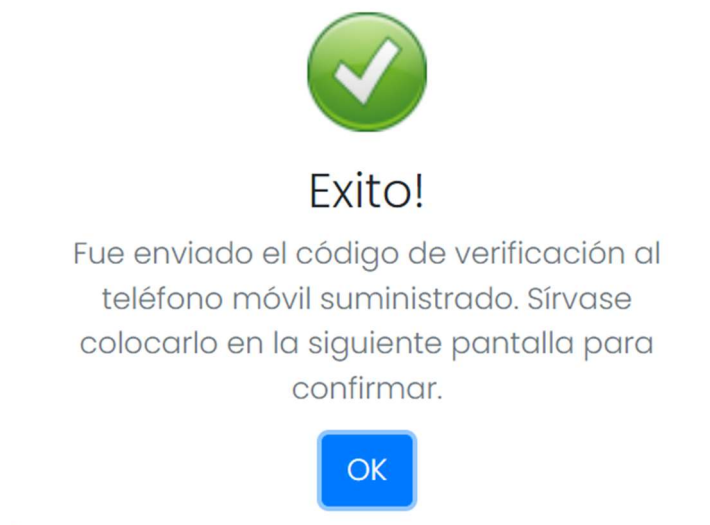 Exito!
Fue enviado el código de verificación al
teléfono móvil suministrado. Sírvase
colocarlo en la siguiente pantalla para
confirmar.
OK